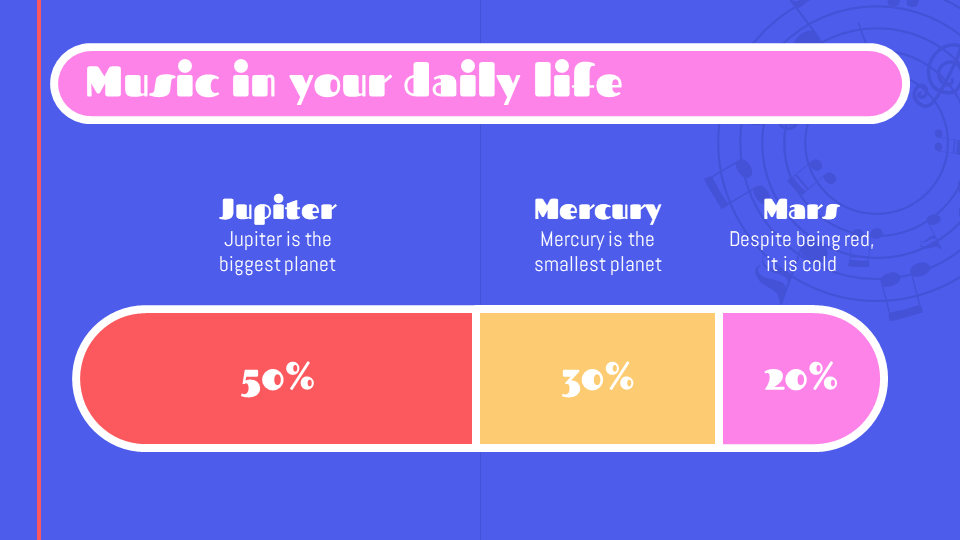 Music in your daily life
Jupiter
Jupiter is the
biggest planet
Mercury
Mercury is the
smallest planet
Mars
Despite being red,
it is cold
50%
30%
20%